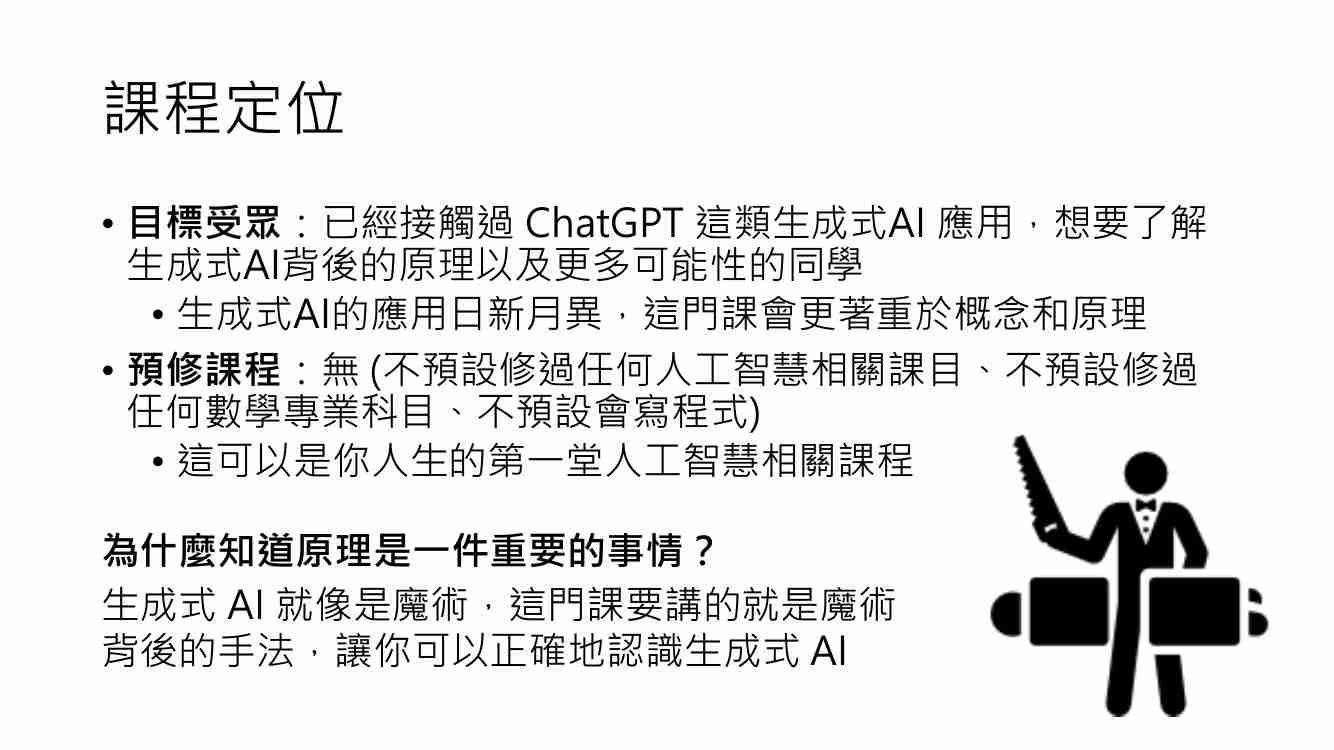 課程定位
• 目標受眾：已經接觸過 ChatGPT 這類生成式AI 應用，想要了解
生成式AI背後的原理以及更多可能性的同學
• 生成式AI的應用日新月異，這門課會更著重於概念和原理
• 預修課程：無 (不預設修過任何人工智慧相關課目、不預設修過
任何數學專業科目、不預設會寫程式)
• 這可以是你人生的第一堂人工智慧相關課程
為什麼知道原理是一件重要的事情？
生成式 AI 就像是魔術，這門課要講的就是魔術
背後的手法，讓你可以正確地認識生成式 AI